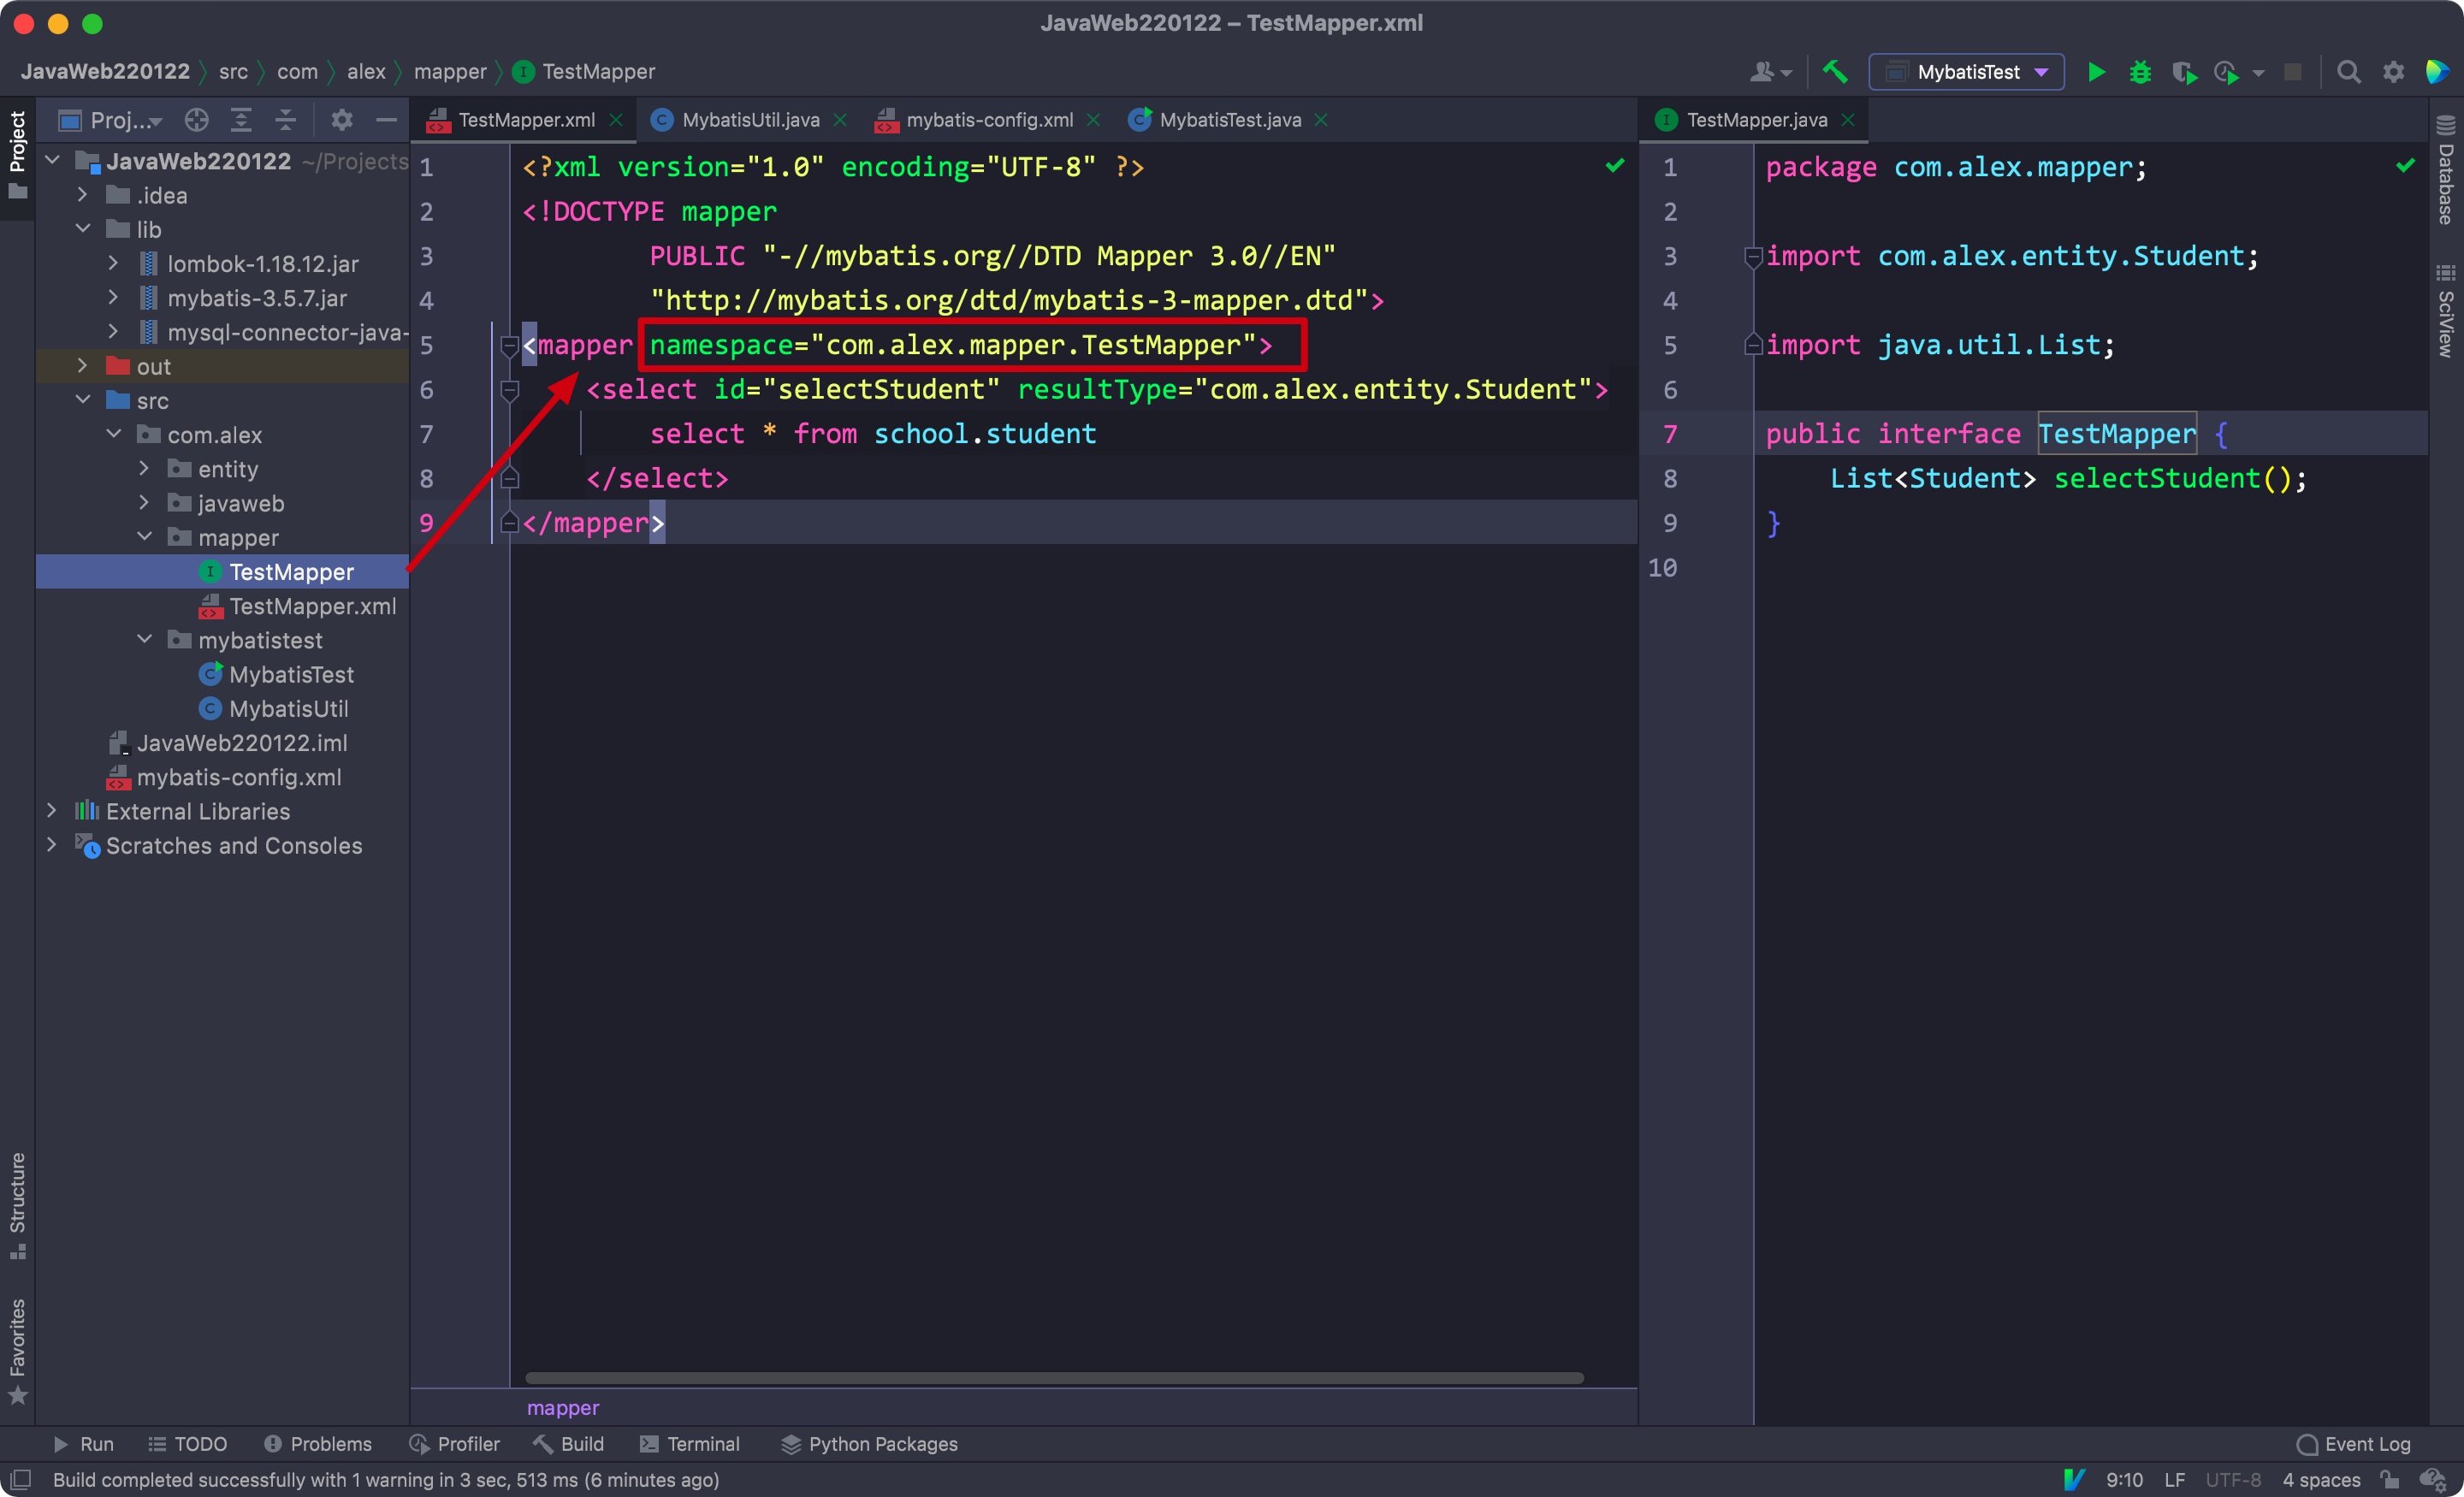 JavaWeb220122 – TestMapper.xml
JavaWeb220122 src com alex mapper TestMapper
MybatisTest
Project
Proj...
TestMapper.xml MybatisUtil.java mybatis-config.xml MybatisTest.java
TestMapper.java
JavaWeb220122 ~/Projects
.idea
lib
lombok-1.18.12.jar
mybatis-3.5.7.jar
mysql-connector-java-
out
src
com.alex
entity
javaweb
mapper
TestMapper
TestMapper.xml
mybatistest
MybatisTest
MybatisUtil
JavaWeb220122.iml
mybatis-config.xml
External Libraries
Scratches and Consoles
1 <?xml version="1.0" encoding="UTF-8" ?>
2 <!DOCTYPE mapper
3 PUBLIC "-//mybatis.org//DTD Mapper 3.0//EN"
4 "http://mybatis.org/dtd/mybatis-3-mapper.dtd">
5 <mapper namespace="com.alex.mapper.TestMapper">
6 <select id="selectStudent" resultType="com.alex.entity.Student">
7 select * from school.student
8 </select>
9 </mapper>
mapper
1 package com.alex.mapper;
2
3 import com.alex.entity.Student;
4
5 import java.util.List;
6
7 public interface TestMapper {
8 List<Student> selectStudent();
9 }
10
Database
SciView
Structure
Favorites
Run TODO Problems Profiler Build Terminal Python Packages Event Log
Build completed successfully with 1 warning in 3 sec, 513 ms (6 minutes ago) 9:10 LF UTF-8 4 spaces